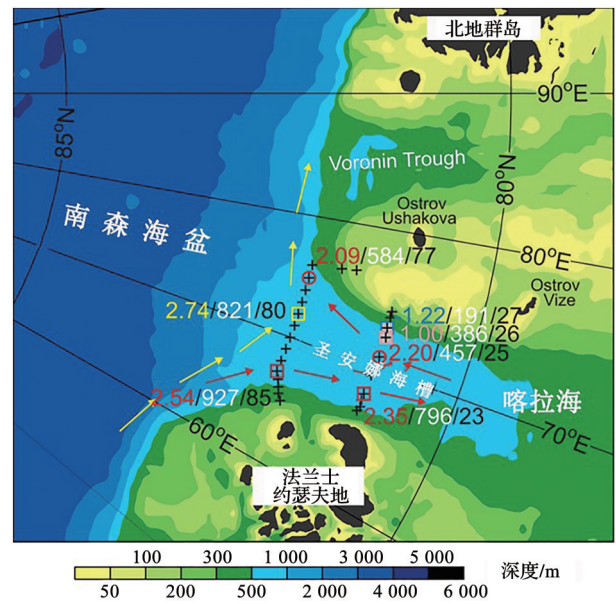 北地群岛
90°E
85°N
Voronin Trough
80°N
Ostrov
Ushakova
南森海盆
80°E
2.09/584/77
Ostrov
Vize
2.74/821/80
1.22/191/27
1.00/386/26
圣安娜海槽
2.20/457/25
2.54/927/85
喀拉海
2.35/796/23
60°E
70°E
法兰士
约瑟夫地
100 300 1 000 3 000 5 000
深度/m
50 200 500 2 000 4 000 6 000